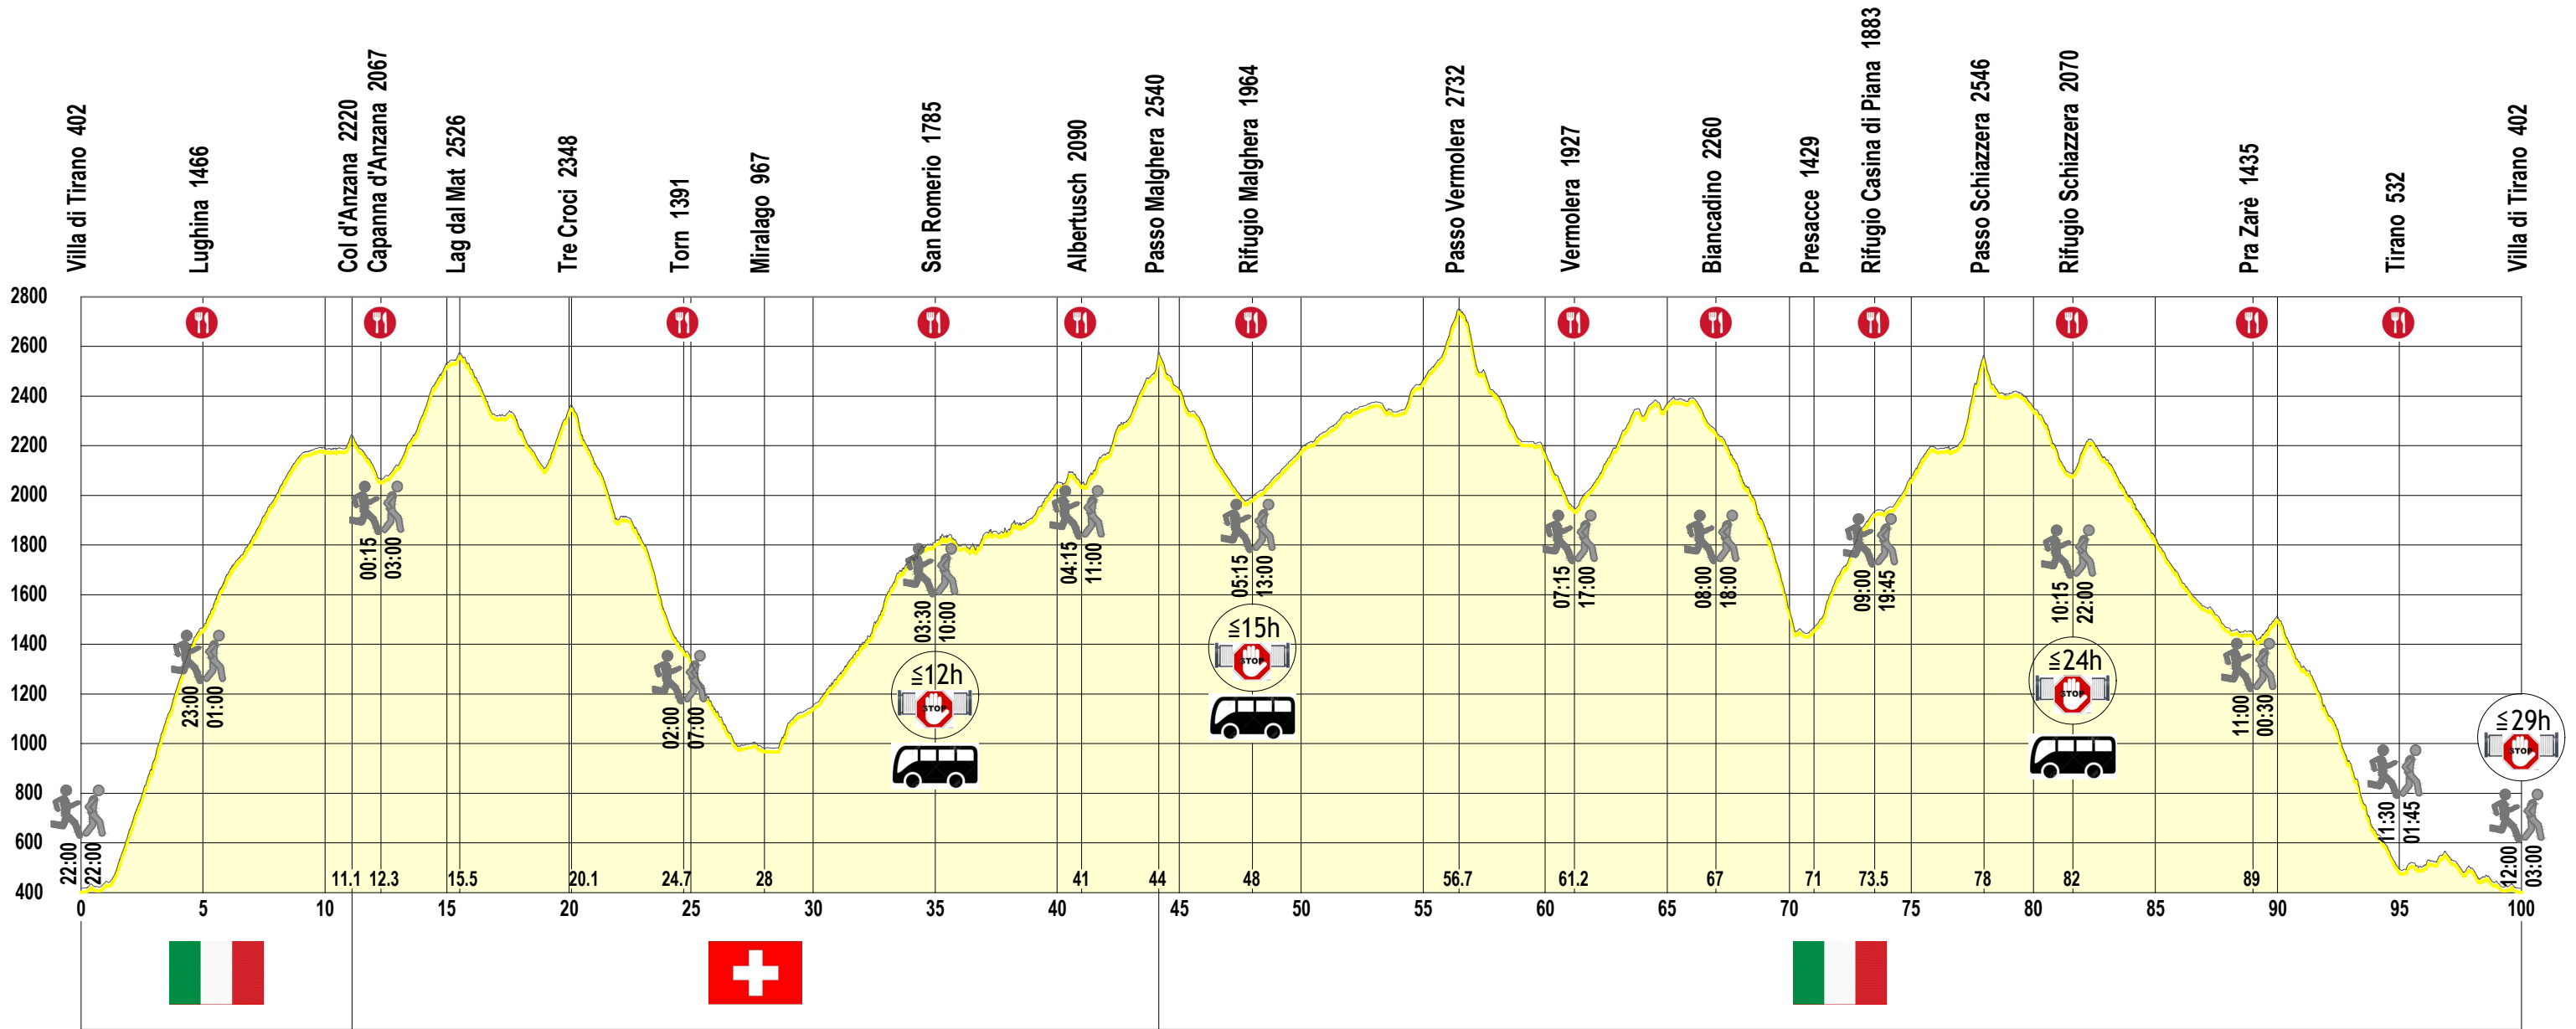 Villa di Tirano 402
Lughina 1466
Col d'Anzana 2220
Capanna d'Anzana 2067
Lag dal Mat 2526
Tre Croci 2348
Torn 1391
Miralago 967
San Romerio 1785
Albertusch 2090
Passo Malghera 2540
Rifugio Malghera 1964
Passo Vermolera 2732
Vermolera 1927
Biancadino 2260
Presacce 1429
Rifugio Casina di Piana 1883
Passo Schiazzera 2546
Rifugio Schiazzera 2070
Pra Zarè 1435
Tirano 532
Villa di Tirano 402
2800
2600
2400
2200
2000
1800
1600
1400
1200
1000
800
600
400
22:00
22:00
23:00
01:00
00:15
03:00
02:00
07:00
03:30
10:00
≦12h
STOP
04:15
11:00
05:15
13:00
≦15h
STOP
07:15
17:00
08:00
18:00
09:00
19:45
10:15
22:00
≦24h
STOP
11:00
00:30
11:30
01:45
≦29h
STOP
12:00
03:00
11.1 12.3 15.5 20.1 24.7 28 41 44 48 56.7 61.2 67 71 73.5 78 82 89
0 5 10 15 20 25 30 35 40 45 50 55 60 65 70 75 80 85 90 95 100